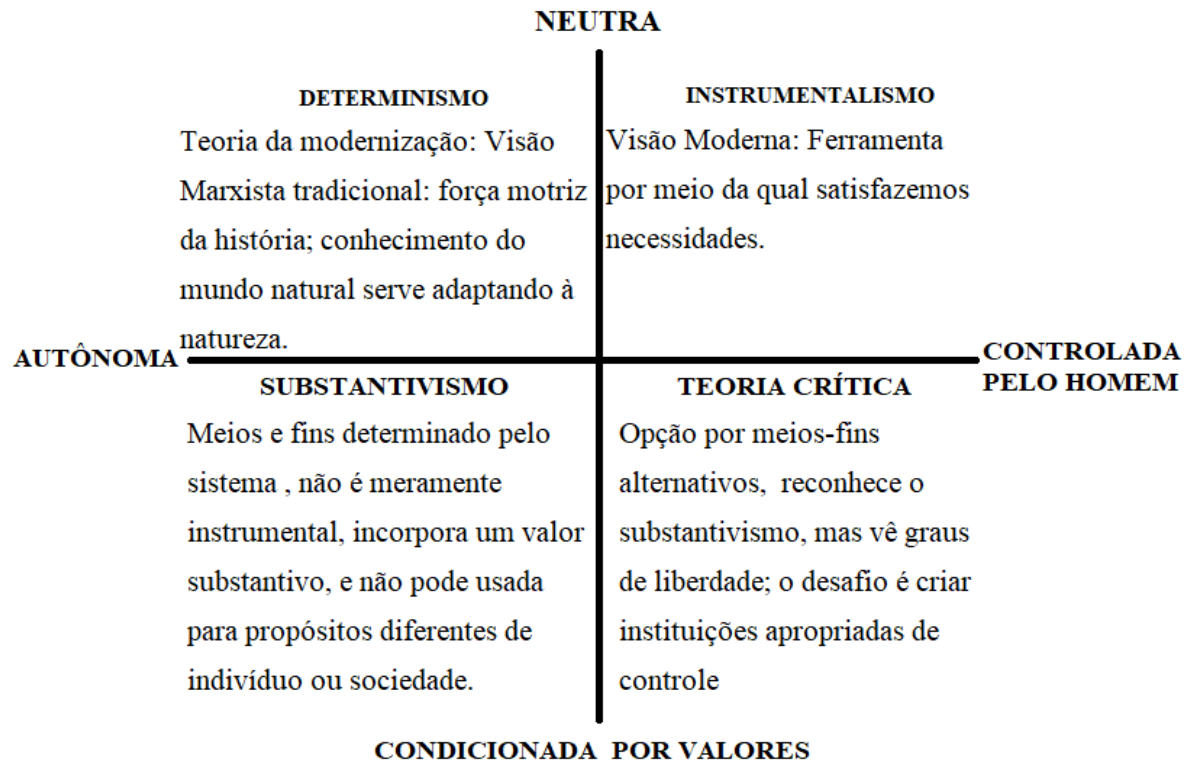 NEUTRA
DETERMINISMO
Teoria da modernização: Visão
Marxista tradicional: força motriz
da história; conhecimento do
mundo natural serve adaptando à
natureza.
INSTRUMENTALISMO
Visão Moderna: Ferramenta
por meio da qual satisfazemos
necessidades.
AUTÔNOMA
CONTROLADA
PELO HOMEM
SUBSTANTIVISMO
Meios e fins determinado pelo
sistema , não é meramente
instrumental, incorpora um valor
substantivo, e não pode usada
para propósitos diferentes de
indivíduo ou sociedade.
TEORIA CRÍTICA
Opção por meios-fins
alternativos,  reconhece o
substantivismo, mas vê graus
de liberdade; o desafio é criar
instituições apropriadas de
controle
CONDICIONADA  POR VALORES